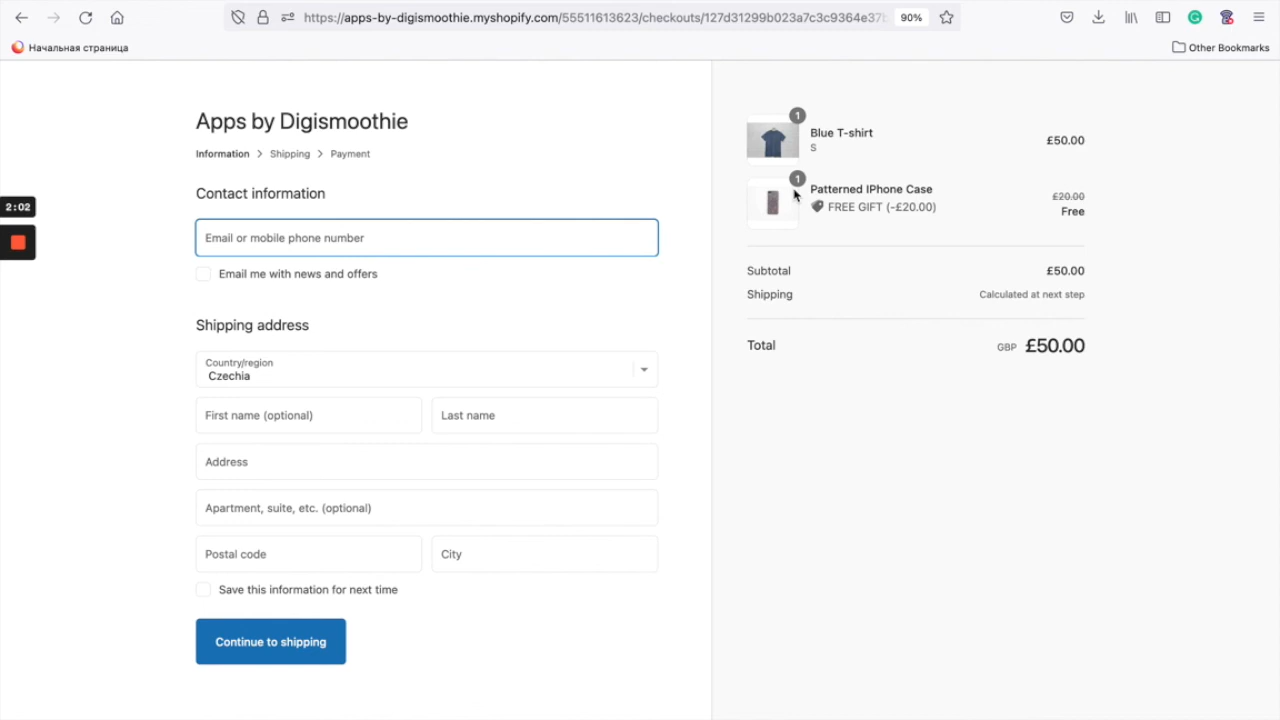 https://apps-by-digismoothie.myshopify.com/55511613623/checkouts/127d31299b023a7c3c9364e37b
90%
Начальная страница
Other Bookmarks
Apps by Digismoothie
Information > Shipping > Payment
Contact information
Email or mobile phone number
Email me with news and offers
Shipping address
Country/region
Czechia
First name (optional)
Last name
Address
Apartment, suite, etc. (optional)
Postal code
City
Save this information for next time
Continue to shipping
2:02
1
Blue T-shirt
£50.00
S
1
Patterned IPhone Case
£20.00
FREE GIFT (-£20.00)
Free
Subtotal
£50.00
Shipping
Calculated at next step
Total
GBP £50.00